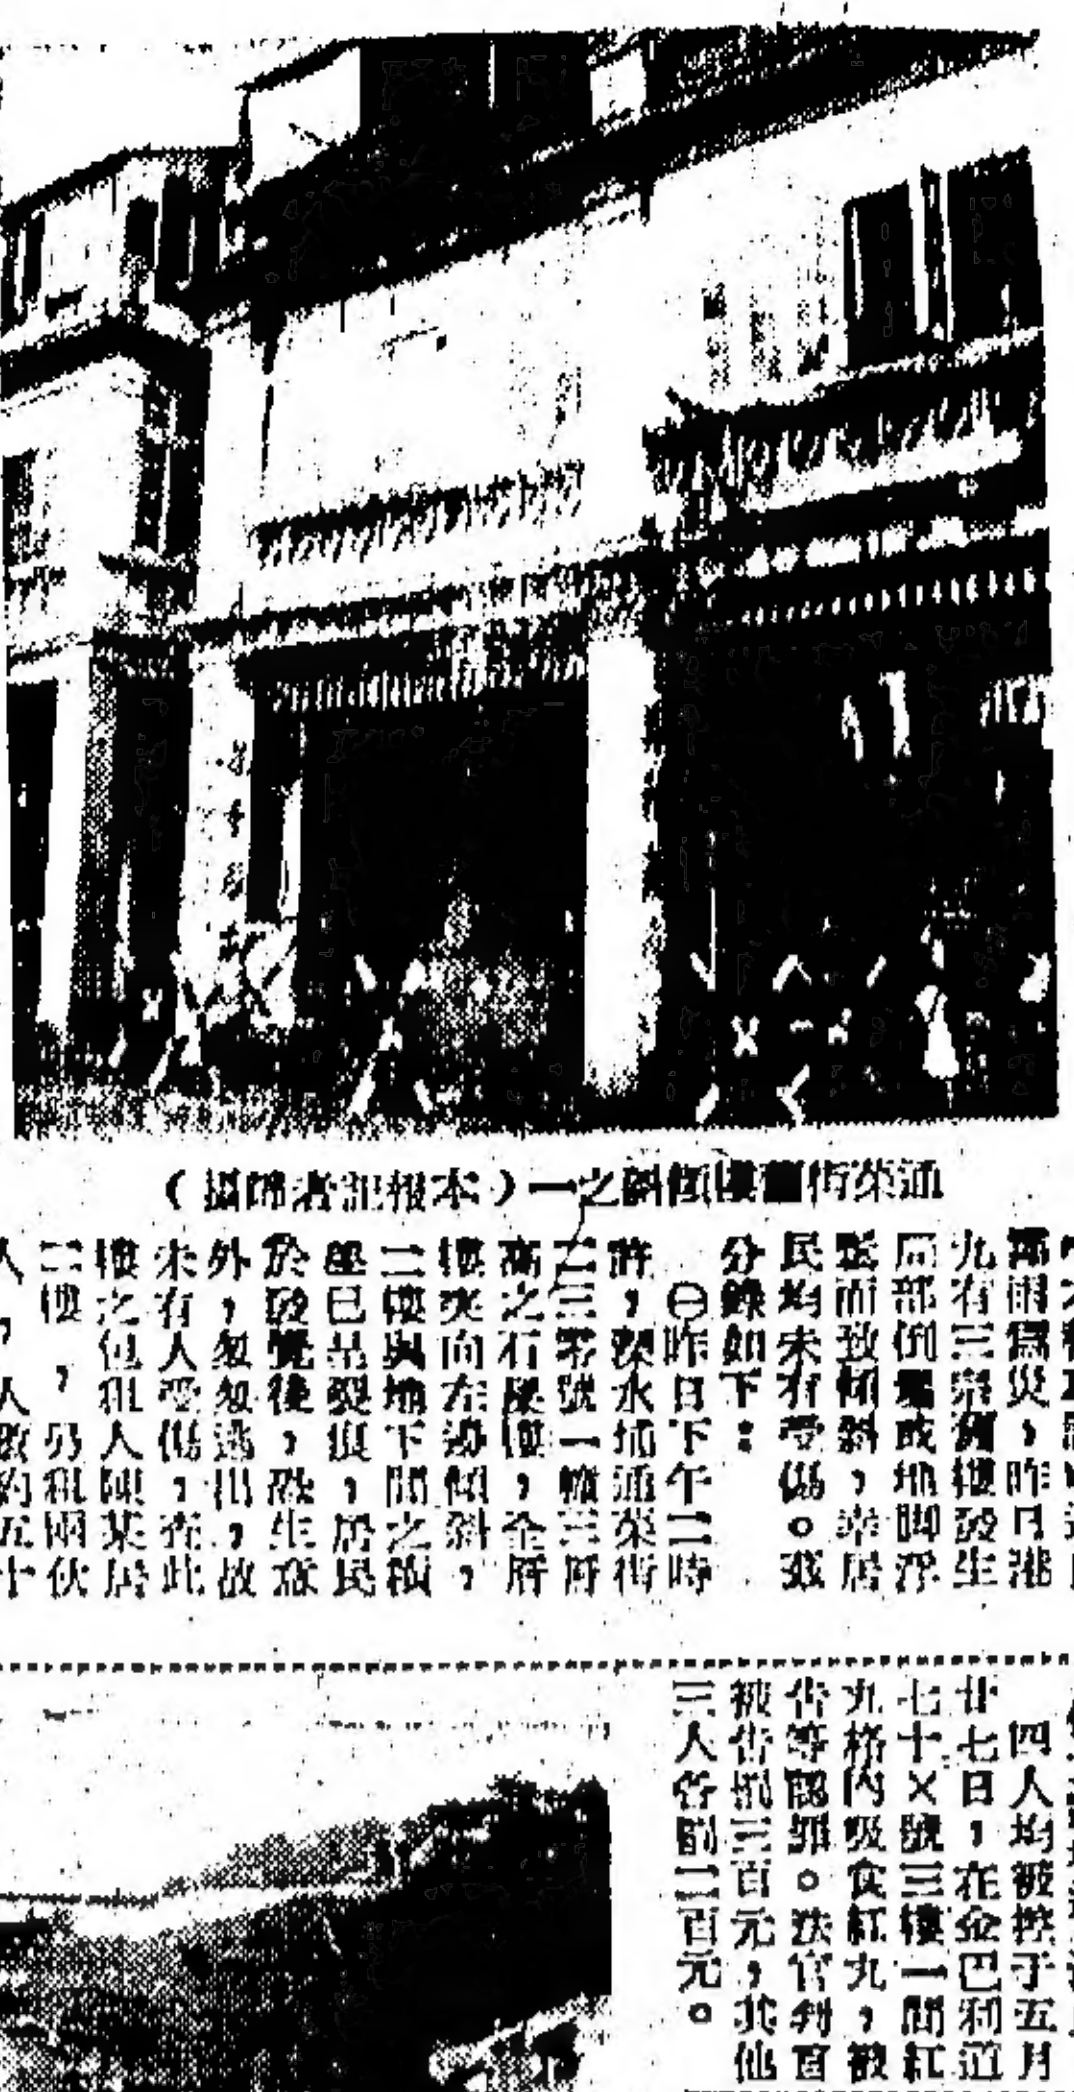 通菜街舊樓傾斜之一(本報記者攝)
雨為災,昨日港
九有三宗舊樓發生
局部倒塌或地脚浮
鬆而致傾斜,幸居
民均未有受傷。茲
分錄如下:
㊀昨日下午二時
許,深水埗通菜街
二三零號一幢三層
高之石屎樓,全層
樓突向左邊傾斜,
二樓與地下間之橫
已呈裂痕,居民
於發覺後,恐生意
外,匆匆逃出,故
未有人受傷,查此
樓之包租人陳某居
二樓,另租兩伙
人,人數約五十
四人均被控于五月
廿七日,在金巴利道
七十×號三樓一間紅
丸格內吸食紅丸,被
告等認罪。法官判首
被告罰三百元,其他
三人各罰二百元。